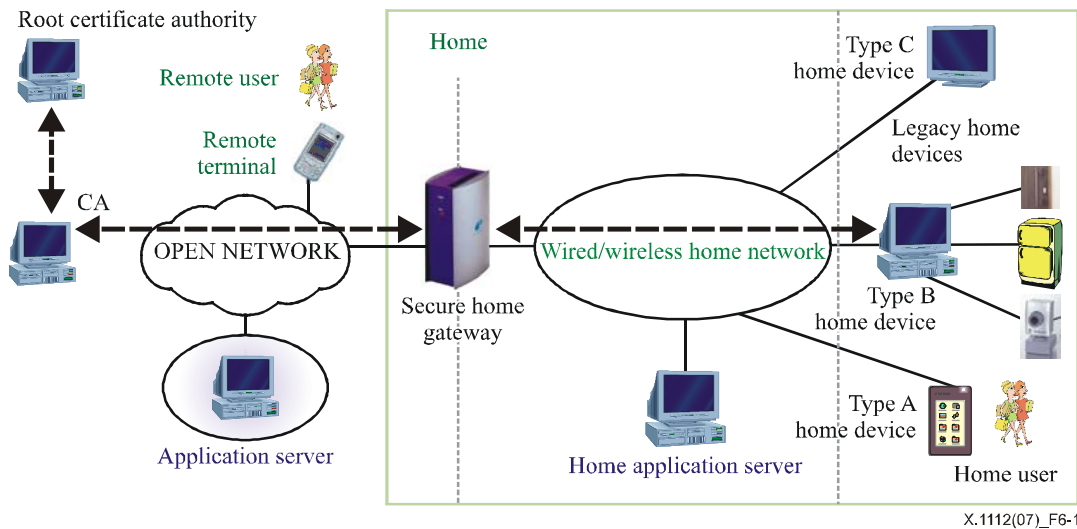 Root certificate authority
Remote user
Remote
terminal
CA
OPEN NETWORK
Application server
Home
Secure home
gateway
Wired/wireless home network
Home application server
Type C
home device
Legacy home
devices
Type B
home device
Type A
home device
Home user
X.1112(07)_F6-1